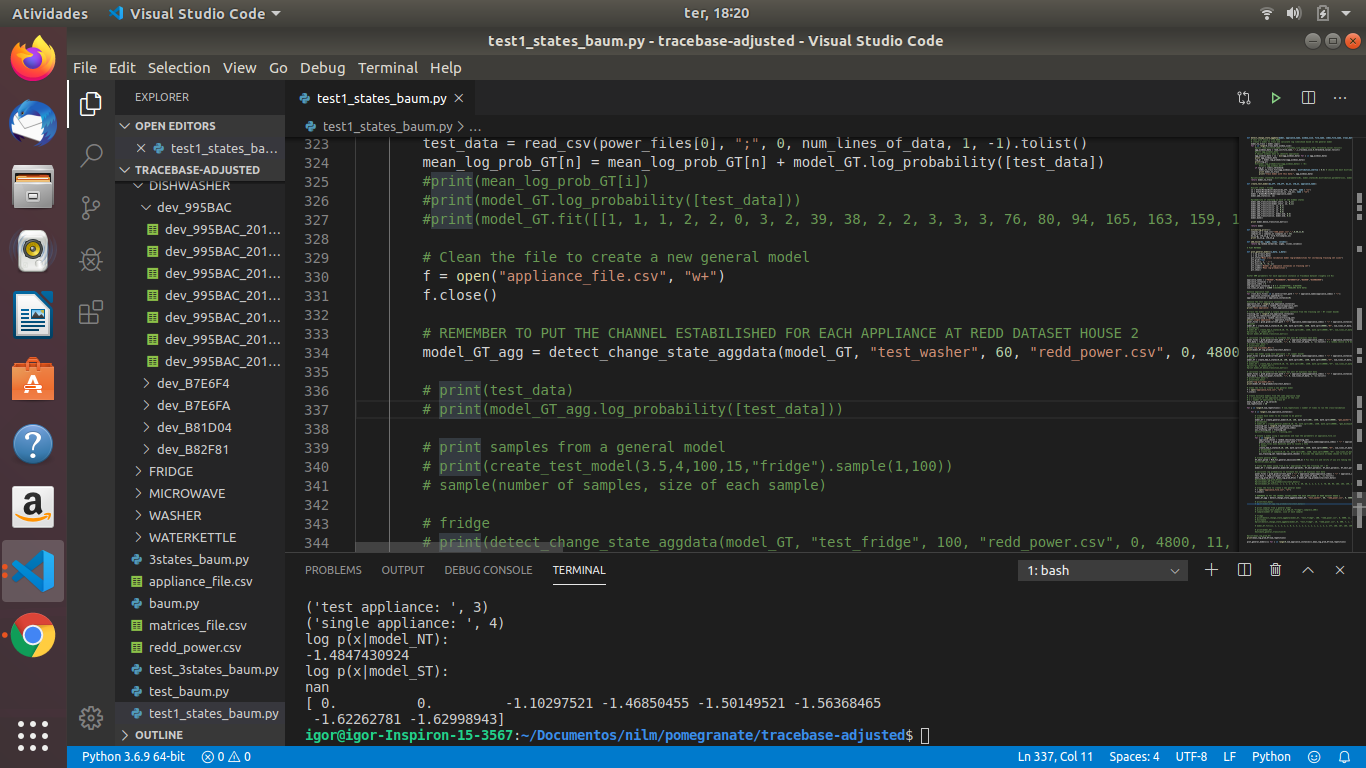 Atividades
Visual Studio Code
ter, 18:20
test1_states_baum.py - tracebase-adjusted - Visual Studio Code
File Edit Selection View Go Debug Terminal Help
EXPLORER
OPEN EDITORS
test1_states_ba...
TRACEBASE-ADJUSTED
DISHWASHER
dev_995BAC
dev_995BAC_201...
dev_995BAC_201...
dev_995BAC_201...
dev_995BAC_201...
dev_995BAC_201...
dev_995BAC_201...
dev_995BAC_201...
dev_B7E6F4
dev_B7E6FA
dev_B81D04
dev_B82F81
FRIDGE
MICROWAVE
WASHER
WATERKETTLE
3states_baum.py
appliance_file.csv
baum.py
matrices_file.csv
redd_power.csv
test_3states_baum.py
test_baum.py
test1_states_baum.py
OUTLINE
test1_states_baum.py
test1_states_baum.py > ...
323 test_data = read_csv(power_files[0], ";", 0, num_lines_of_data, 1, -1).tolist()
324 mean_log_prob_GT[n] = mean_log_prob_GT[n] + model_GT.log_probability([test_data])
325 #print(mean_log_prob_GT[i])
326 #print(model_GT.log_probability([test_data]))
327 #print(model_GT.fit([[1, 1, 1, 2, 2, 0, 3, 2, 39, 38, 2, 2, 3, 3, 3, 76, 80, 94, 165, 163, 159, 1
328
329 # Clean the file to create a new general model
330 f = open("appliance_file.csv", "w+")
331 f.close()
332
333 # REMEMBER TO PUT THE CHANNEL ESTABILISHED FOR EACH APPLIANCE AT REDD DATASET HOUSE 2
334 model_GT_agg = detect_change_state_aggdata(model_GT, "test_washer", 60, "redd_power.csv", 0, 4800
335
336 # print(test_data)
337 # print(model_GT_agg.log_probability([test_data]))
338
339 # print samples from a general model
340 # print(create_test_model(3.5,4,100,15,"fridge").sample(1,100))
341 # sample(number of samples, size of each sample)
342
343 # fridge
344 # print(detect_change_state_aggdata(model_GT, "test_fridge", 100, "redd_power.csv", 0, 4800, 11,
PROBLEMS OUTPUT DEBUG CONSOLE TERMINAL
1: bash
('test appliance: ', 3)
('single appliance: ', 4)
log p(x|model_NT):
-1.4847430924
log p(x|model_ST):
nan
[ 0. 0. -1.10297521 -1.46850455 -1.50149521 -1.56368465
-1.62262781 -1.62998943]
igor@igor-Inspiron-15-3567:~/Documentos/nilm/pomegranate/tracebase-adjusted$
Python 3.6.9 64-bit
0 0
Ln 337, Col 11
Spaces: 4
UTF-8
LF
Python